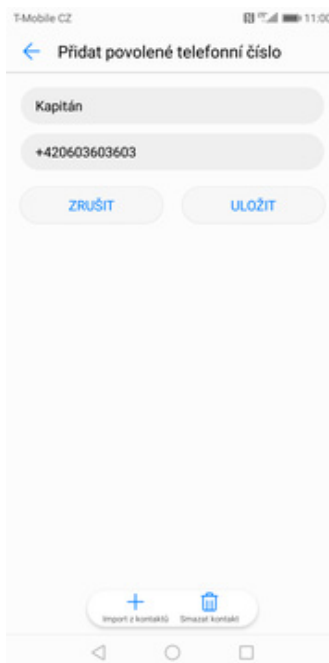 T-Mobile CZ 11:00
Přidat povolené telefonní číslo
Kapitán
+420603603603
ZRUŠIT ULOŽIT
Import z kontaktů Smazat kontakt